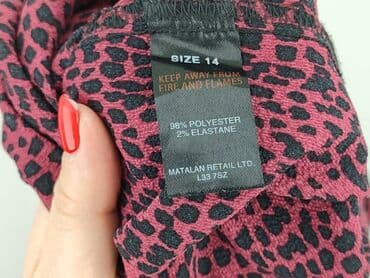 SIZE 14
KEEP AWAY FROM
FIRE AND FLAMES
98% POLYESTER
2% ELASTANE
MATALAN RETAIL LTD.
L33 7SZ